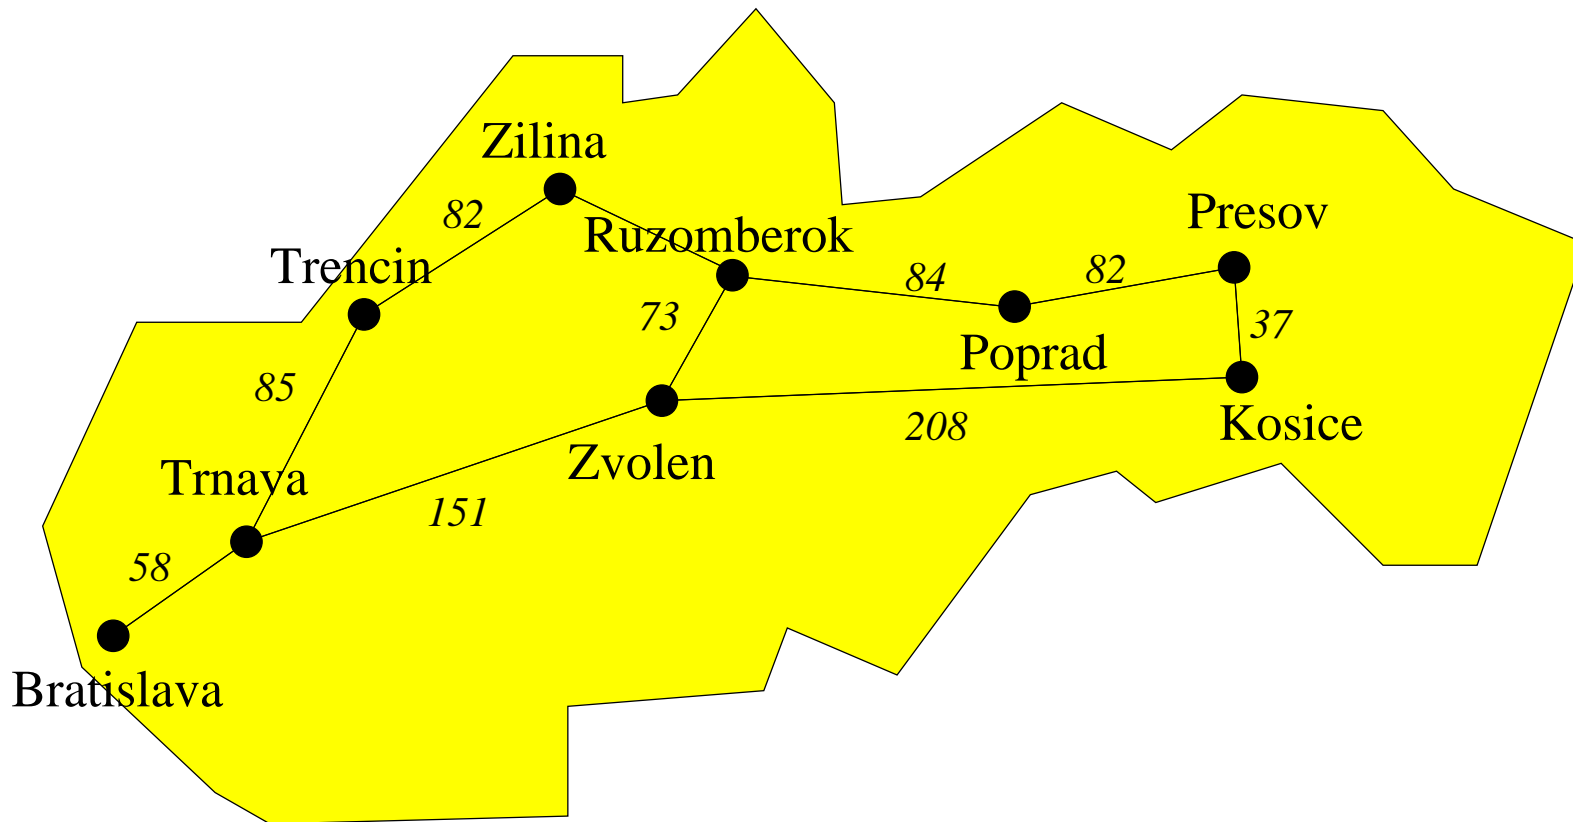 Zilina
82
Presov
Ruzomberok
Trencin
84
82
73
37
Poprad
85
Kosice
208
Zvolen
Trnava
151
58
Bratislava